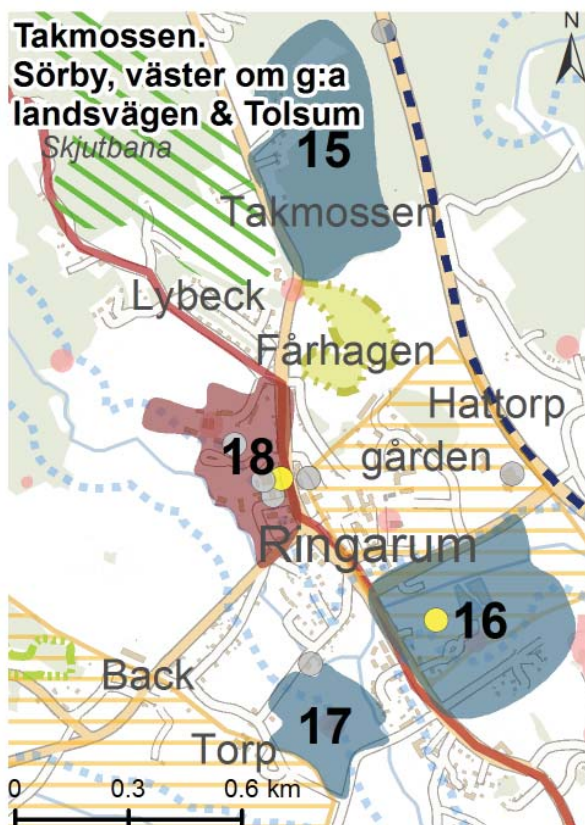 Takmossen.
Sörby, väster om g:a
landsvägen & Tolsum
N
Skjutbana
15
Takmossen
Lybeck
Fårhagen
Hattorp
18
gården
Ringarum
16
Back
17
Torp
0 0.3 0.6 km